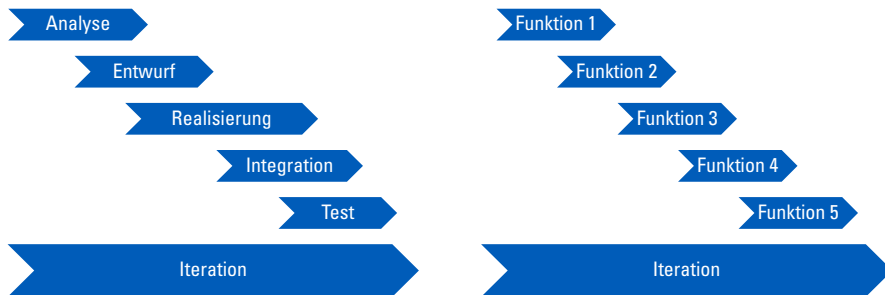 Analyse
Entwurf
Realisierung
Integration
Test
Iteration
Funktion 1
Funktion 2
Funktion 3
Funktion 4
Funktion 5
Iteration